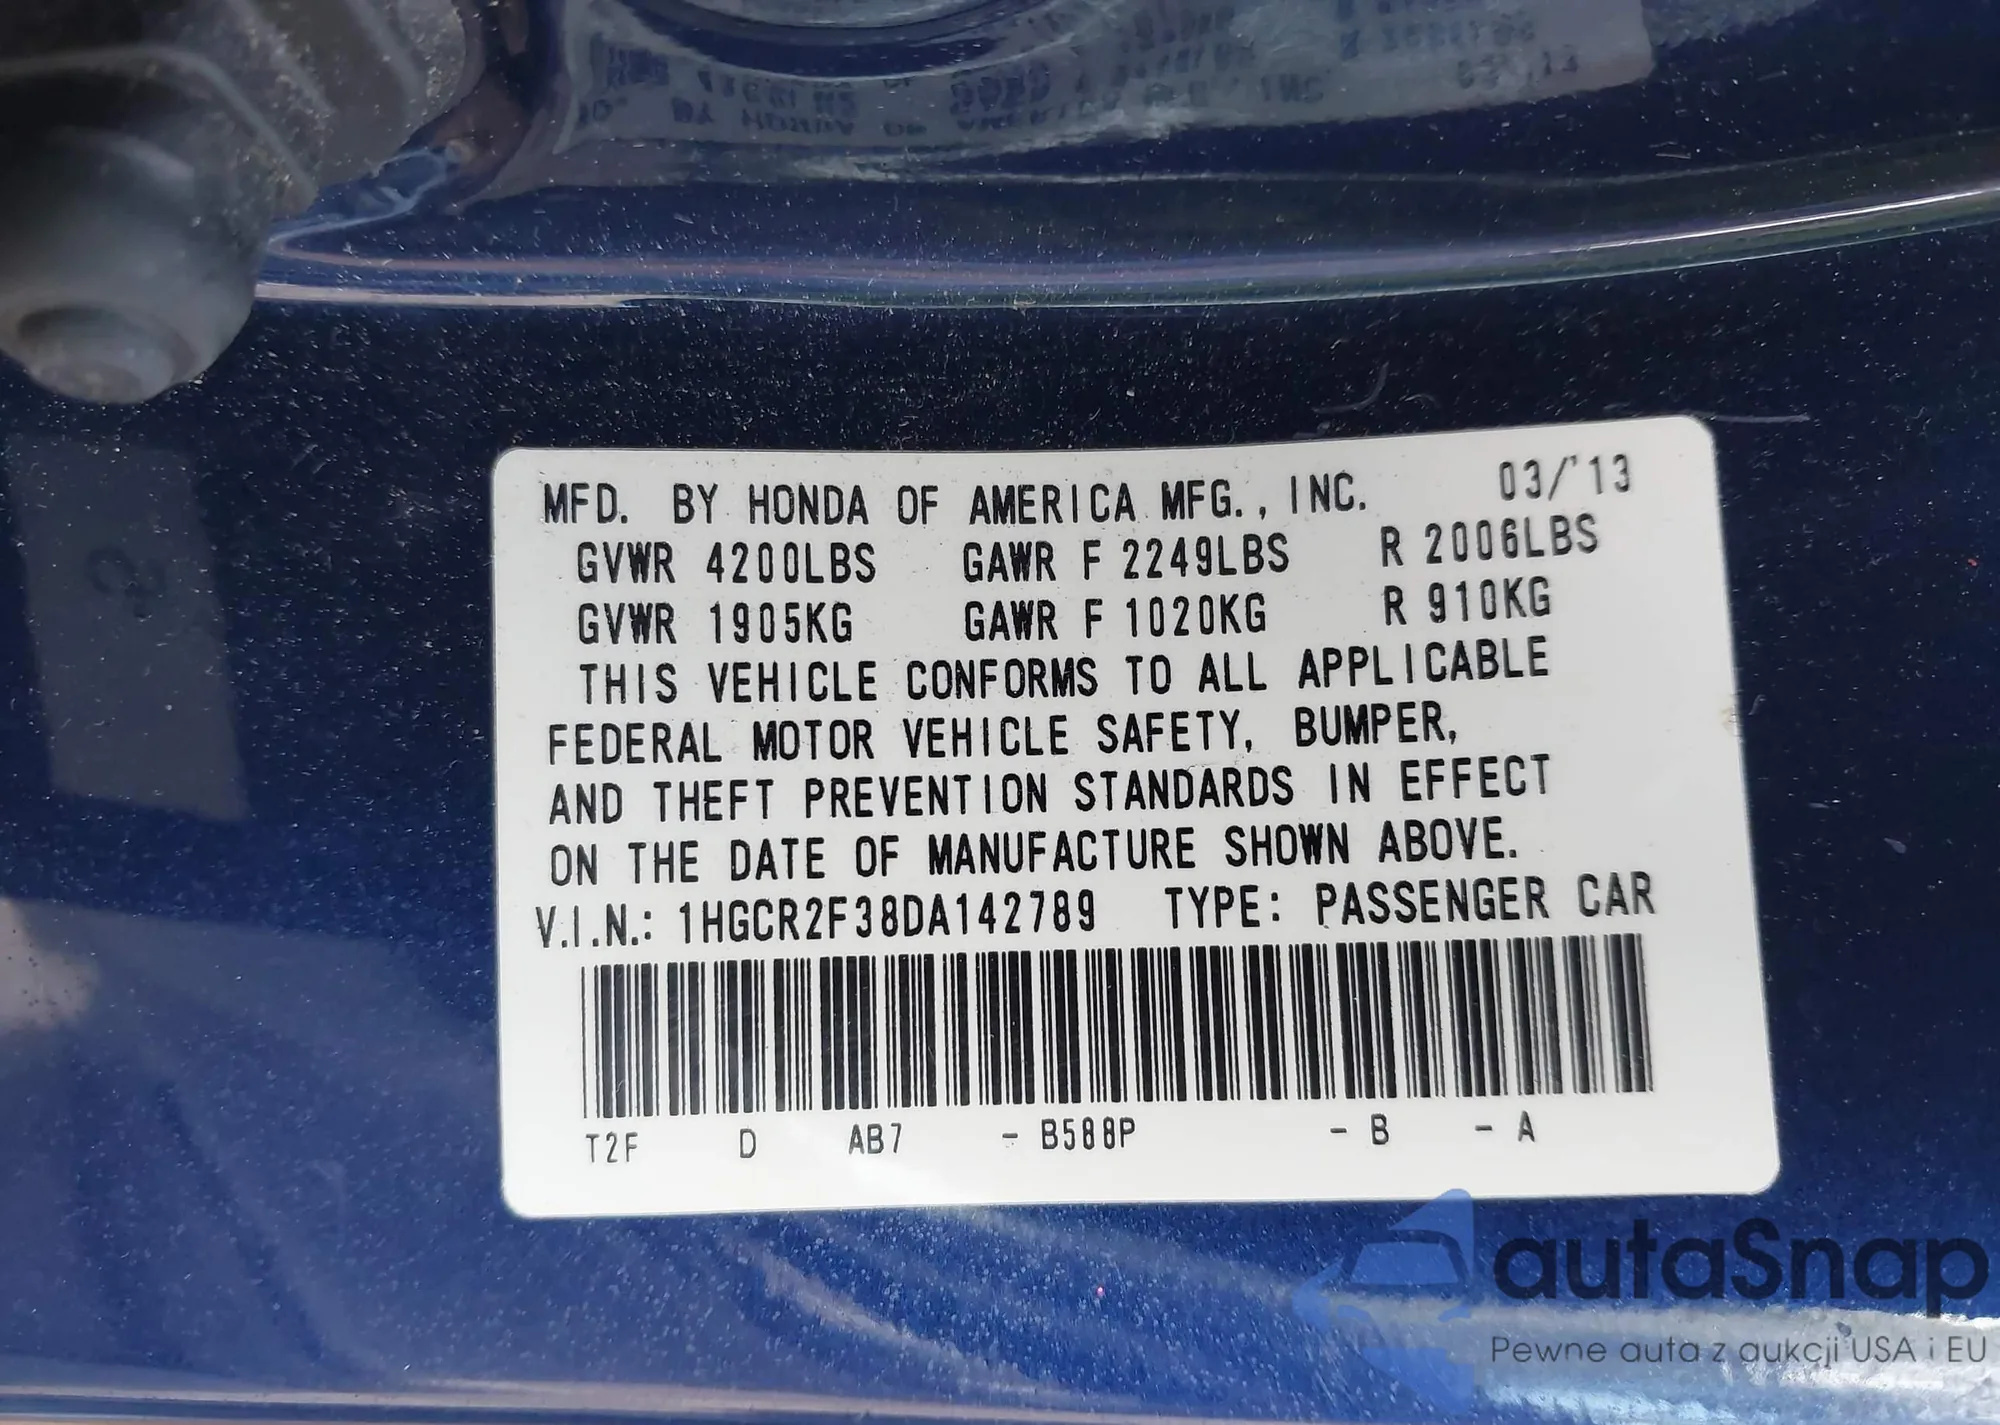 MFD. BY HONDA OF AMERICA MFG., INC. 03/'13
GVWR 4200LBS GAWR F 2249LBS R 2006LBS
GVWR 1905KG GAWR F 1020KG R 910KG
THIS VEHICLE CONFORMS TO ALL APPLICABLE
FEDERAL MOTOR VEHICLE SAFETY, BUMPER,
AND THEFT PREVENTION STANDARDS IN EFFECT
ON THE DATE OF MANUFACTURE SHOWN ABOVE.
V.I.N.: 1HGCR2F38DA142789 TYPE: PASSENGER CAR
T2F D AB7 - B588P - B - A
autaSnap
Pewne auta z aukcji USA i EU